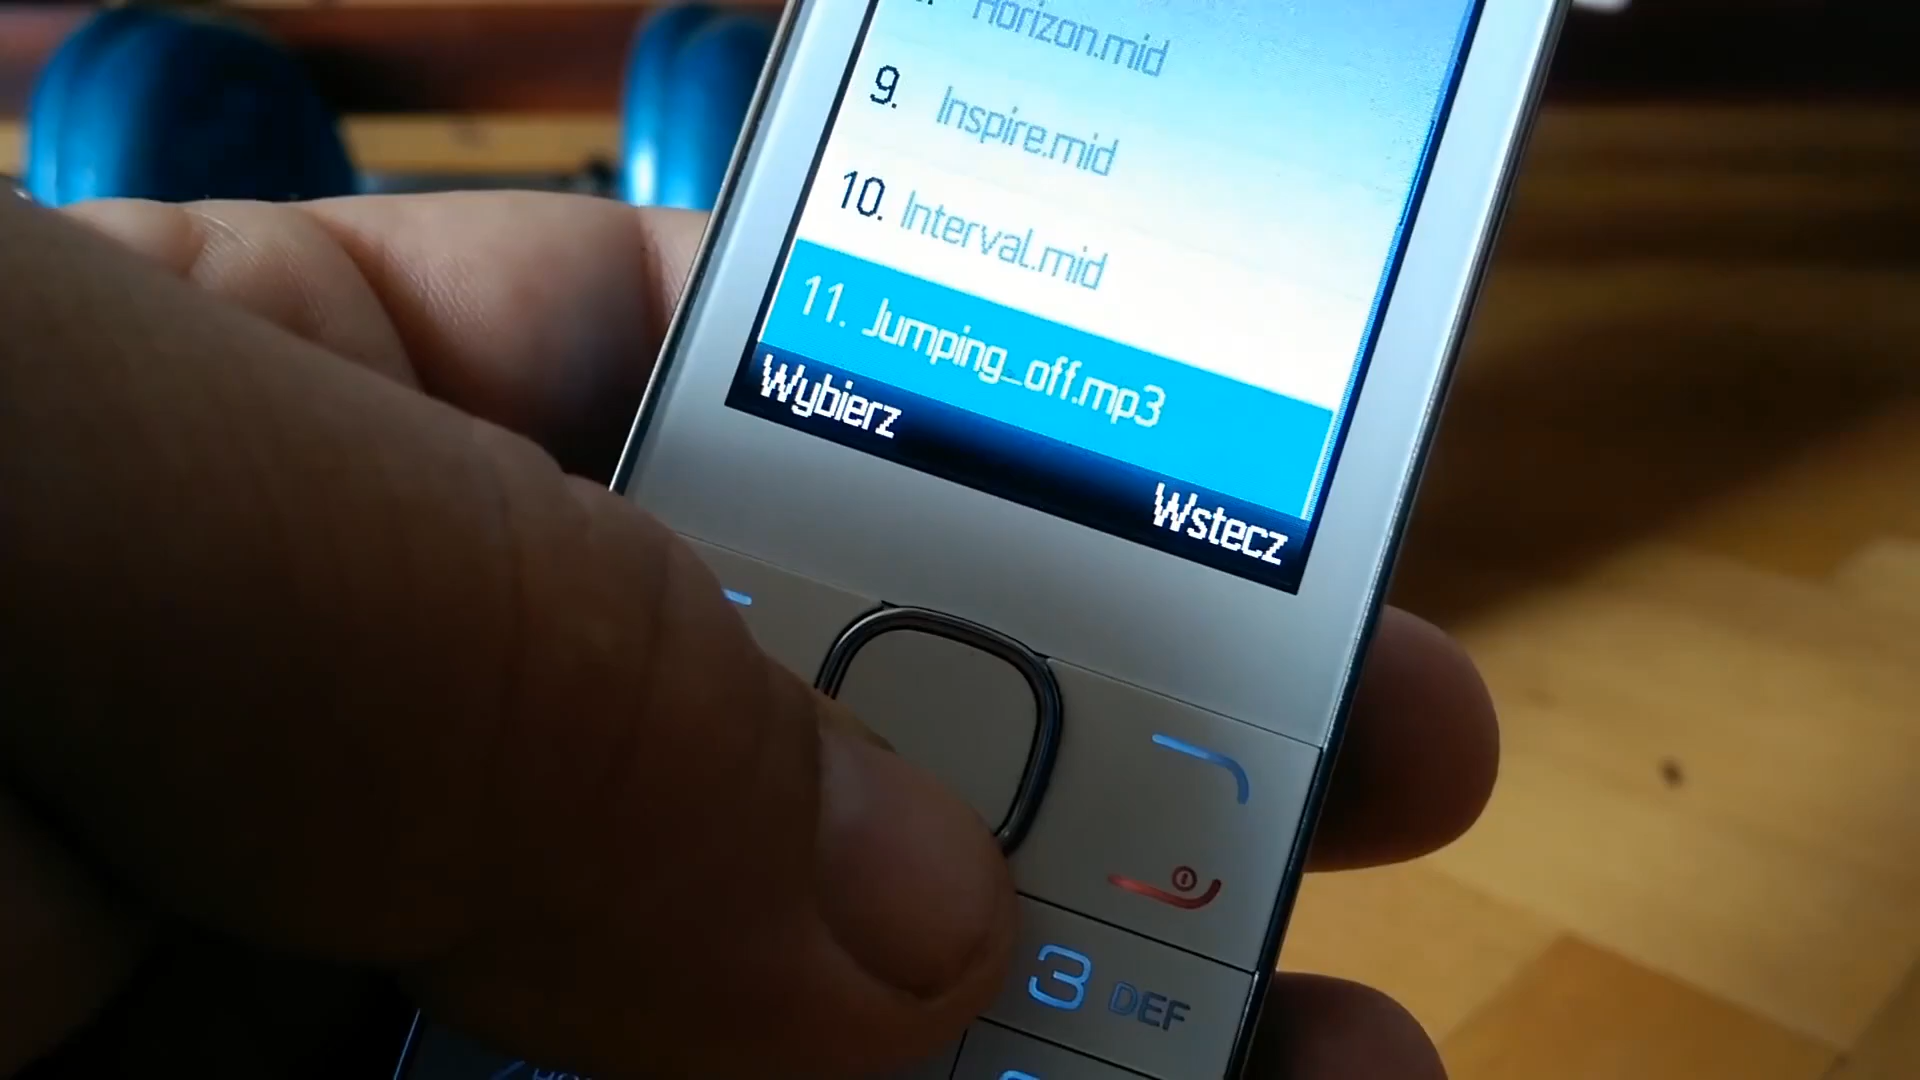 Horizon.mid
9. Inspire.mid
10. Interval.mid
11. Jumping_off.mp3
Wybierz
Wstecz
3 DEF